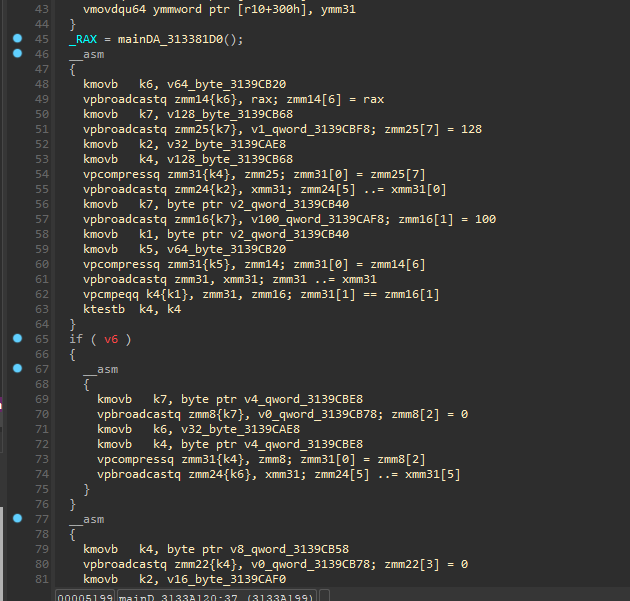 43 vmovdqu64 ymmword ptr [r10+300h], ymm31
44 }
45 _RAX = mainDA_313381D0();
46 __asm
47 {
48 kmovb k6, v64_byte_3139CB20
49 vpbroadcastq zmm14{k6}, rax; zmm14[6] = rax
50 kmovb k7, v128_byte_3139CB68
51 vpbroadcastq zmm25{k7}, v1_qword_3139CBF8; zmm25[7] = 128
52 kmovb k2, v32_byte_3139CAE8
53 kmovb k4, v128_byte_3139CB68
54 vpcompressq zmm31{k4}, zmm25; zmm31[0] = zmm25[7]
55 vpbroadcastq zmm24{k2}, xmm31; zmm24[5] ..= xmm31[0]
56 kmovb k7, byte ptr v2_qword_3139CB40
57 vpbroadcastq zmm16{k7}, v100_qword_3139CAF8; zmm16[1] = 100
58 kmovb k1, byte ptr v2_qword_3139CB40
59 kmovb k5, v64_byte_3139CB20
60 vpcompressq zmm31{k5}, zmm14; zmm31[0] = zmm14[6]
61 vpbroadcastq zmm31, xmm31; zmm31 ..= xmm31
62 vpcmpeqq k4{k1}, zmm31, zmm16; zmm31[1] == zmm16[1]
63 ktestb k4, k4
64 }
65 if ( v6 )
66 {
67 __asm
68 {
69 kmovb k7, byte ptr v4_qword_3139CBE8
70 vpbroadcastq zmm8{k7}, v0_qword_3139CB78; zmm8[2] = 0
71 kmovb k6, v32_byte_3139CAE8
72 kmovb k4, byte ptr v4_qword_3139CBE8
73 vpcompressq zmm31{k4}, zmm8; zmm31[0] = zmm8[2]
74 vpbroadcastq zmm24{k6}, xmm31; zmm24[5] ..= xmm31[5]
75 }
76 }
77 __asm
78 {
79 kmovb k4, byte ptr v8_qword_3139CB58
80 vpbroadcastq zmm22{k4}, v0_qword_3139CB78; zmm22[3] = 0
81 kmovb k2, v16_byte_3139CAF0
00005199 mainD_3133A120:37 (3133A199)